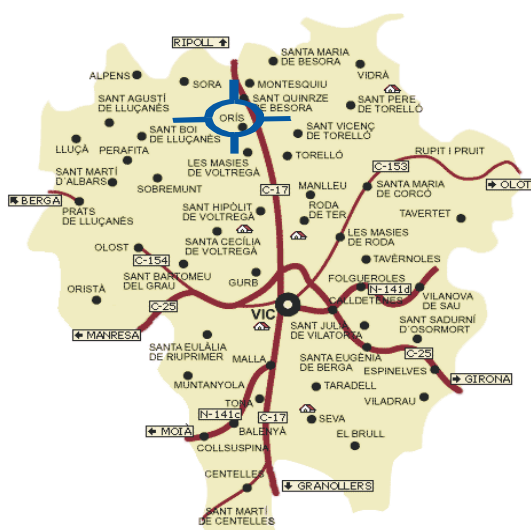 RIPOLL
SANTA MARIA
DE BESORA
VIDRÀ
ALPENS
SORA
MONTESQUIU
SANT QUINRZE
DE BESORA
SANT PERE
DE TORELLÓ
SANT AGUSTÍ
DE LLUÇANÈS
ORÍS
SANT BOI
DE LLUÇANÈS
SANT VICENÇ
DE TORELLÓ
LLUÇÀ
PERAFITA
LES MASIES
DE VOLTREGÀ
TORELLÓ
RUPIT I PRUIT
C-153
SANT MARTÍ
D'ALBARS
SOBREMUNT
C-17
MANLLEU
SANTA MARIA
DE CORCÓ
OLOT
BERGA
PRATS
DE LLUÇANÈS
SANT HIPÒLIT
DE VOLTREGÀ
RODA
DE TER
TAVERTET
OLOST
SANTA CECÍLIA
DE VOLTREGÀ
LES MASIES
DE RODA
C-154
TAVÈRNOLES
SANT BARTOMEU
DEL GRAU
GURB
FOLGUEROLES
N-141d
ORISTÀ
C-25
VIC
CALLDETENES
VILANOVA
DE SAU
MANRESA
SANT JULIÀ
DE VILATORTA
SANT SADURNÍ
D'OSORMORT
SANTA EULÀLIA
DE RIUPRIMER
MALLA
SANTA EUGÈNIA
DE BERGA
C-25
ESPINELVES
GIRONA
MUNTANYOLA
TARADELL
VILADRAU
TONA
N-141c
C-17
SEVA
MOIÀ
BALENYÀ
EL BRULL
COLLSUSPINA
CENTELLES
GRANOLLERS
SANT MARTÍ
DE CENTELLES